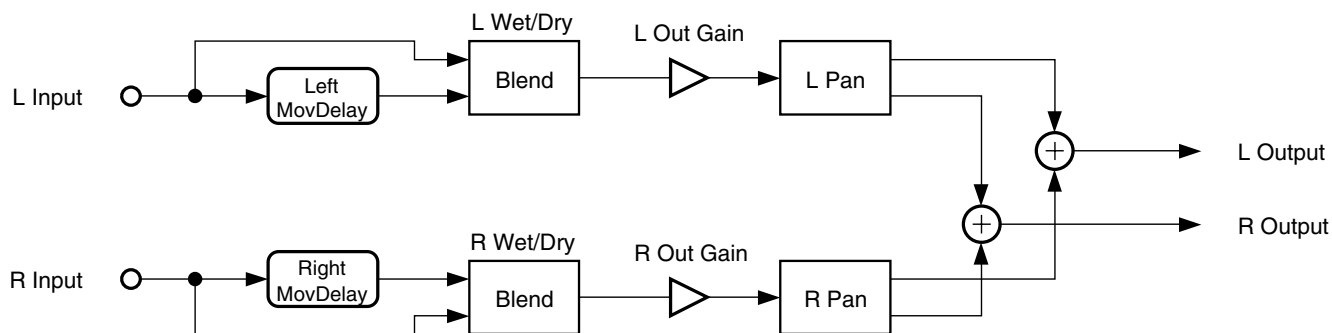 L Wet/Dry
L Out Gain
L Input
Left
MovDelay
Blend
L Pan
+
L Output
+
R Output
R Wet/Dry
R Out Gain
R Input
Right
MovDelay
Blend
R Pan